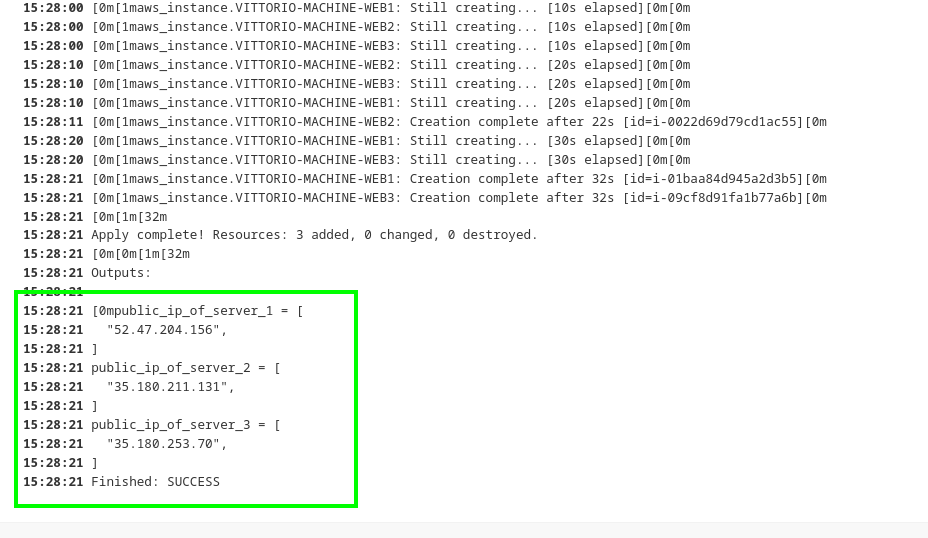 15:28:00 [0m[1maws_instance.VITTORIO-MACHINE-WEB1: Still creating... [10s elapsed][0m[0m
15:28:00 [0m[1maws_instance.VITTORIO-MACHINE-WEB2: Still creating... [10s elapsed][0m[0m
15:28:00 [0m[1maws_instance.VITTORIO-MACHINE-WEB3: Still creating... [10s elapsed][0m[0m
15:28:10 [0m[1maws_instance.VITTORIO-MACHINE-WEB2: Still creating... [20s elapsed][0m[0m
15:28:10 [0m[1maws_instance.VITTORIO-MACHINE-WEB3: Still creating... [20s elapsed][0m[0m
15:28:10 [0m[1maws_instance.VITTORIO-MACHINE-WEB1: Still creating... [20s elapsed][0m[0m
15:28:11 [0m[1maws_instance.VITTORIO-MACHINE-WEB2: Creation complete after 22s [id=i-0022d69d79cd1ac55][0m
15:28:20 [0m[1maws_instance.VITTORIO-MACHINE-WEB1: Still creating... [30s elapsed][0m[0m
15:28:20 [0m[1maws_instance.VITTORIO-MACHINE-WEB3: Still creating... [30s elapsed][0m[0m
15:28:21 [0m[1maws_instance.VITTORIO-MACHINE-WEB1: Creation complete after 32s [id=i-01baa84d945a2d3b5][0m
15:28:21 [0m[1maws_instance.VITTORIO-MACHINE-WEB3: Creation complete after 32s [id=i-09cf8d91fa1b77a6b][0m
15:28:21 [0m[1m[32m
15:28:21 Apply complete! Resources: 3 added, 0 changed, 0 destroyed.
15:28:21 [0m[0m[1m[32m
15:28:21 Outputs:
15:28:21
15:28:21 [0mpublic_ip_of_server_1 = [
15:28:21   "52.47.204.156",
15:28:21 ]
15:28:21 public_ip_of_server_2 = [
15:28:21   "35.180.211.131",
15:28:21 ]
15:28:21 public_ip_of_server_3 = [
15:28:21   "35.180.253.70",
15:28:21 ]
15:28:21 Finished: SUCCESS